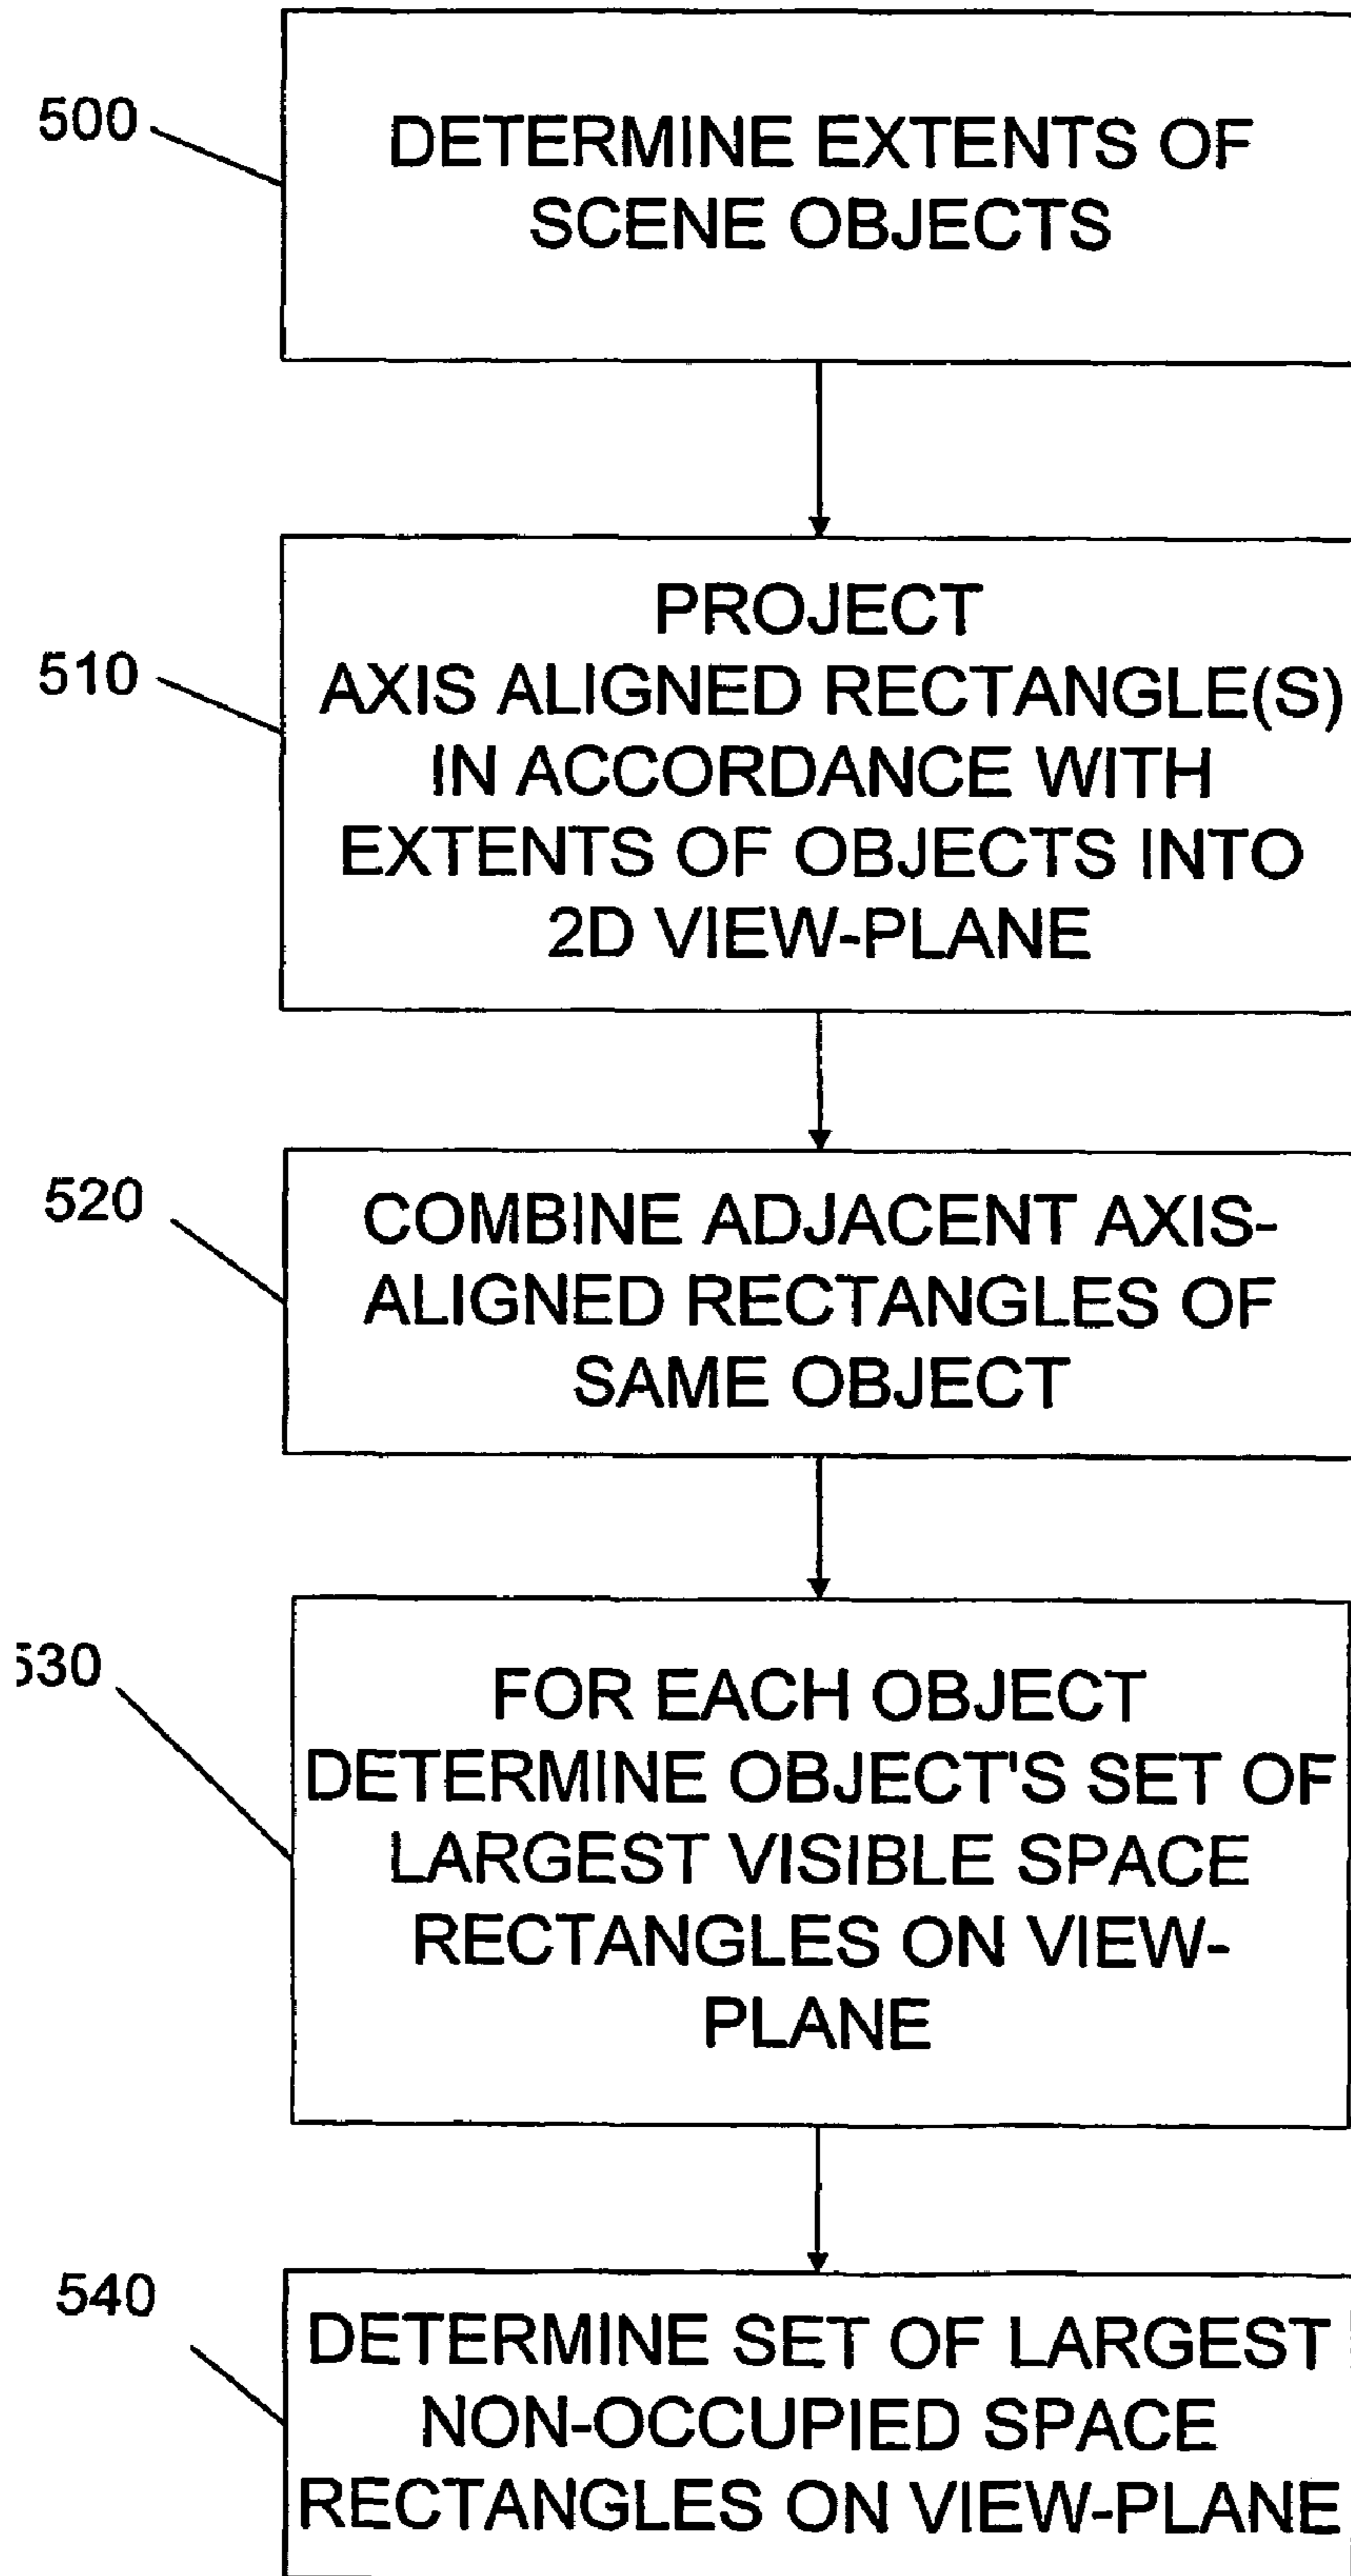 500
DETERMINE EXTENTS OF
SCENE OBJECTS
510
PROJECT
AXIS ALIGNED RECTANGLE(S)
IN ACCORDANCE WITH
EXTENTS OF OBJECTS INTO
2D VIEW-PLANE
520
COMBINE ADJACENT AXIS-
ALIGNED RECTANGLES OF
SAME OBJECT
530
FOR EACH OBJECT
DETERMINE OBJECT'S SET OF
LARGEST VISIBLE SPACE
RECTANGLES ON VIEW-
PLANE
540
DETERMINE SET OF LARGEST
NON-OCCUPIED SPACE
RECTANGLES ON VIEW-PLANE